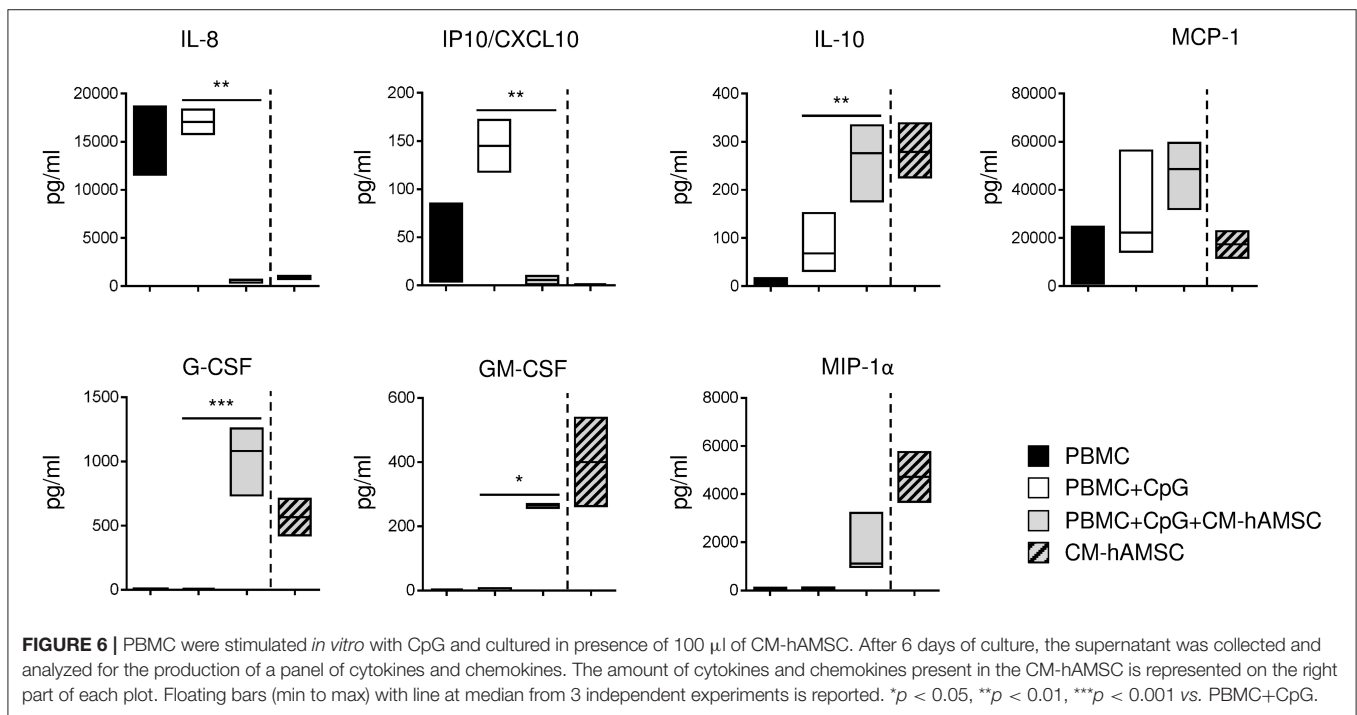 IL-8
IP10/CXCL10
IL-10
MCP-1
pg/ml
20000
15000
10000
5000
0
**
pg/ml
200
150
100
50
0
**
pg/ml
400
300
200
100
0
**
pg/ml
80000
60000
40000
20000
0
G-CSF
GM-CSF
MIP-1α
pg/ml
1500
1000
500
0
***
pg/ml
600
400
200
0
*
pg/ml
8000
6000
4000
2000
0
PBMC
PBMC+CpG
PBMC+CpG+CM-hAMSC
CM-hAMSC
FIGURE 6 | PBMC were stimulated in vitro with CpG and cultured in presence of 100 µl of CM-hAMSC. After 6 days of culture, the supernatant was collected and
analyzed for the production of a panel of cytokines and chemokines. The amount of cytokines and chemokines present in the CM-hAMSC is represented on the right
part of each plot. Floating bars (min to max) with line at median from 3 independent experiments is reported. *p < 0.05, **p < 0.01, ***p < 0.001 vs. PBMC+CpG.